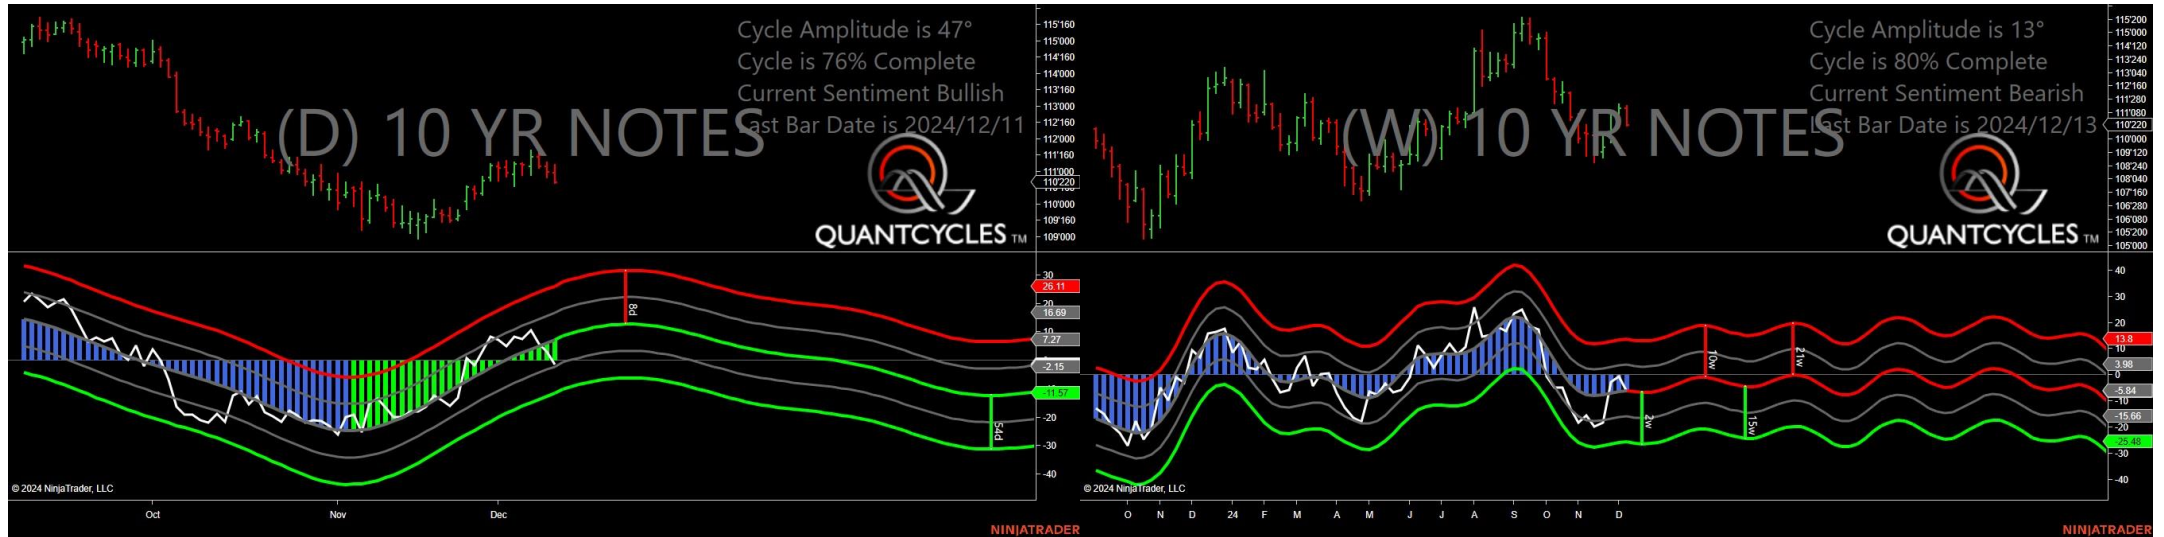 Cycle Amplitude is 47°
Cycle is 76% Complete
Current Sentiment Bullish
Last Bar Date is 2024/12/11
(D) 10 YR NOTES
QUANTCYCLES TM
115'160
115'000
114'160
114'000
113'160
113'000
112'160
112'000
111'160
111'000
110'220
110'000
109'160
109'000
30
26.11
20
16.69
10
7.27
-2.15
-11.57
-20
-30
-40
8d
54d
© 2024 NinjaTrader, LLC
Oct
Nov
Dec
NINJATRADER
Cycle Amplitude is 13°
Cycle is 80% Complete
Current Sentiment Bearish
Last Bar Date is 2024/12/13
(W) 10 YR NOTES
QUANTCYCLES TM
115'200
115'000
114'120
113'240
113'040
112'160
111'280
111'080
110'220
110'000
109'120
108'240
108'040
107'160
106'280
106'080
105'200
105'000
40
30
20
13.8
10
3.98
0
-5.84
-10
-15.66
-20
-25.48
-30
-40
2w
10w
15w
21w
© 2024 NinjaTrader, LLC
O N D 24 F M A M J J A S O N D
NINJATRADER